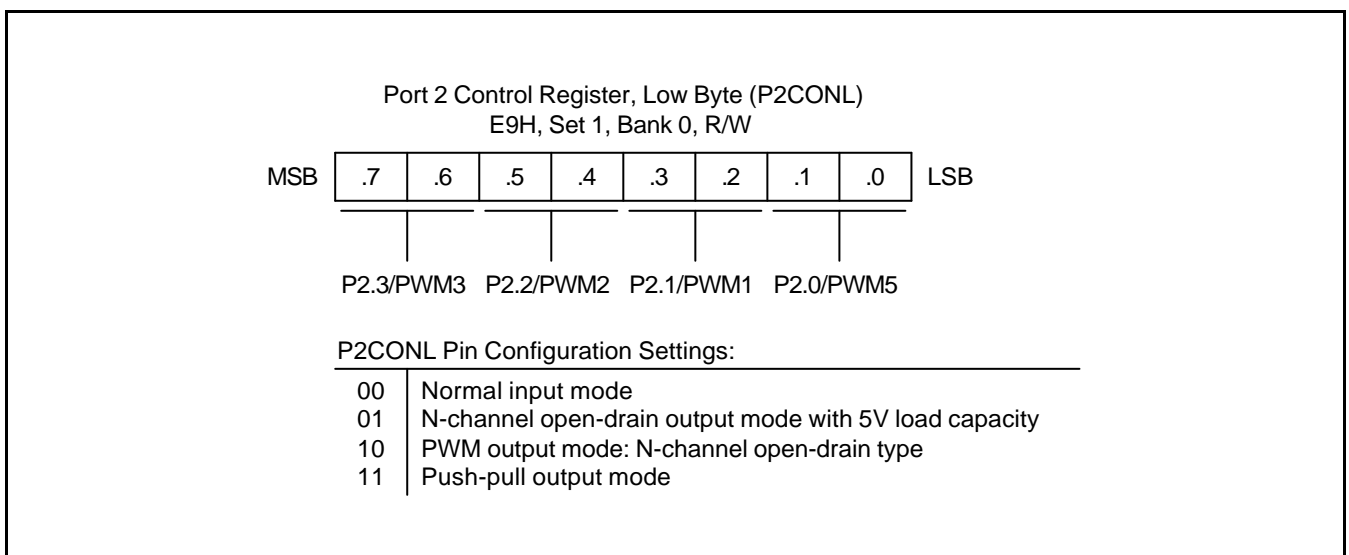 Port 2 Control Register, Low Byte (P2CONL)
E9H, Set 1, Bank 0, R/W
MSB .7 .6 .5 .4 .3 .2 .1 .0 LSB
P2.3/PWM3 P2.2/PWM2 P2.1/PWM1 P2.0/PWM5
P2CONL Pin Configuration Settings:
00 Normal input mode
01 N-channel open-drain output mode with 5V load capacity
10 PWM output mode: N-channel open-drain type
11 Push-pull output mode